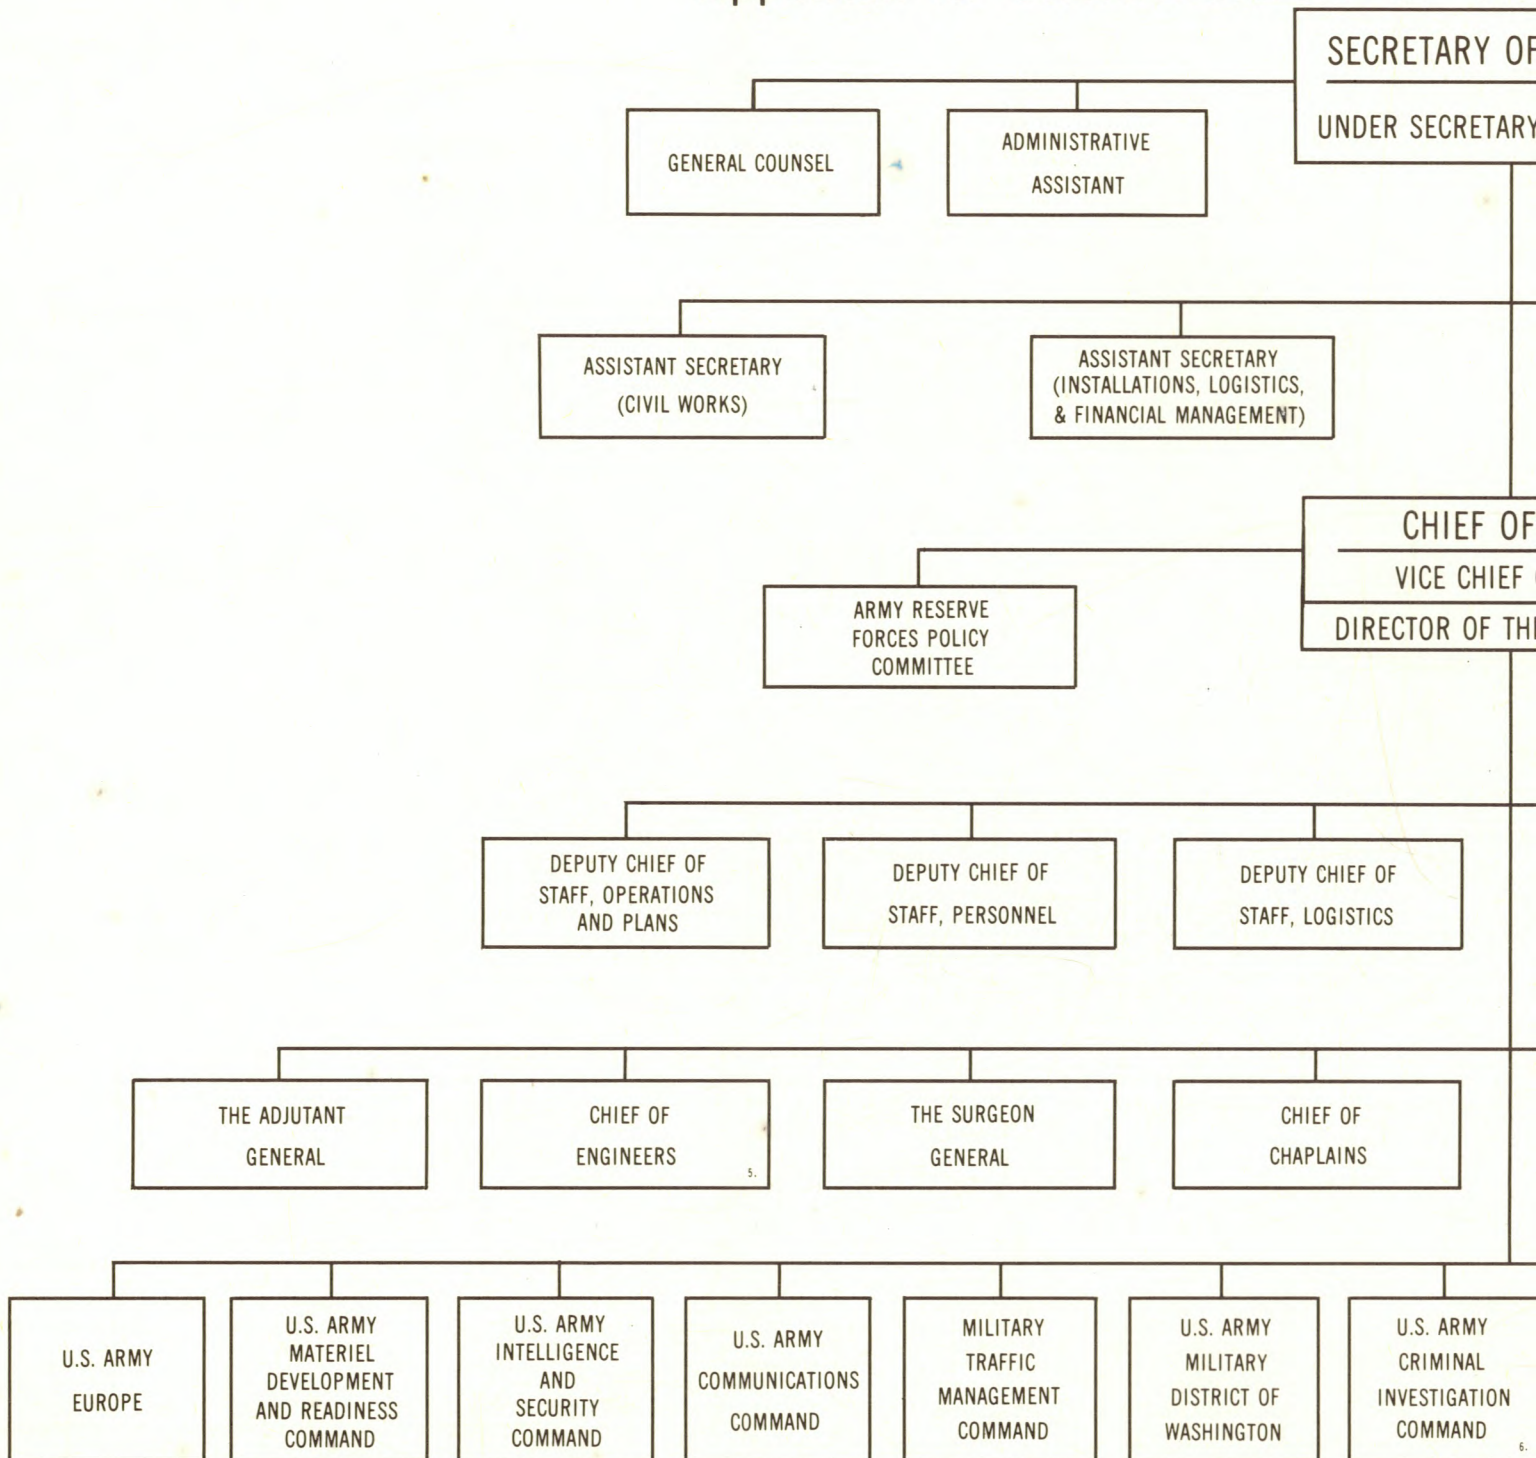 SECRETARY OF
UNDER SECRETARY
GENERAL COUNSEL
ADMINISTRATIVE
ASSISTANT
ASSISTANT SECRETARY
(CIVIL WORKS)
ASSISTANT SECRETARY
(INSTALLATIONS, LOGISTICS,
& FINANCIAL MANAGEMENT)
CHIEF OF
VICE CHIEF
DIRECTOR OF
ARMY RESERVE
FORCES POLICY
COMMITTEE
DEPUTY CHIEF OF
STAFF, OPERATIONS
AND PLANS
DEPUTY CHIEF OF
STAFF, PERSONNEL
DEPUTY CHIEF OF
STAFF, LOGISTICS
THE ADJUTANT
GENERAL
CHIEF OF
ENGINEERS
5.
THE SURGEON
GENERAL
CHIEF OF
CHAPLAINS
U.S. ARMY
EUROPE
U.S. ARMY
MATERIEL
DEVELOPMENT
AND READINESS
COMMAND
U.S. ARMY
INTELLIGENCE
AND
SECURITY
COMMAND
U.S. ARMY
COMMUNICATIONS
COMMAND
MILITARY
TRAFFIC
MANAGEMENT
COMMAND
U.S. ARMY
MILITARY
DISTRICT OF
WASHINGTON
U.S. ARMY
CRIMINAL
INVESTIGATION
COMMAND
6.